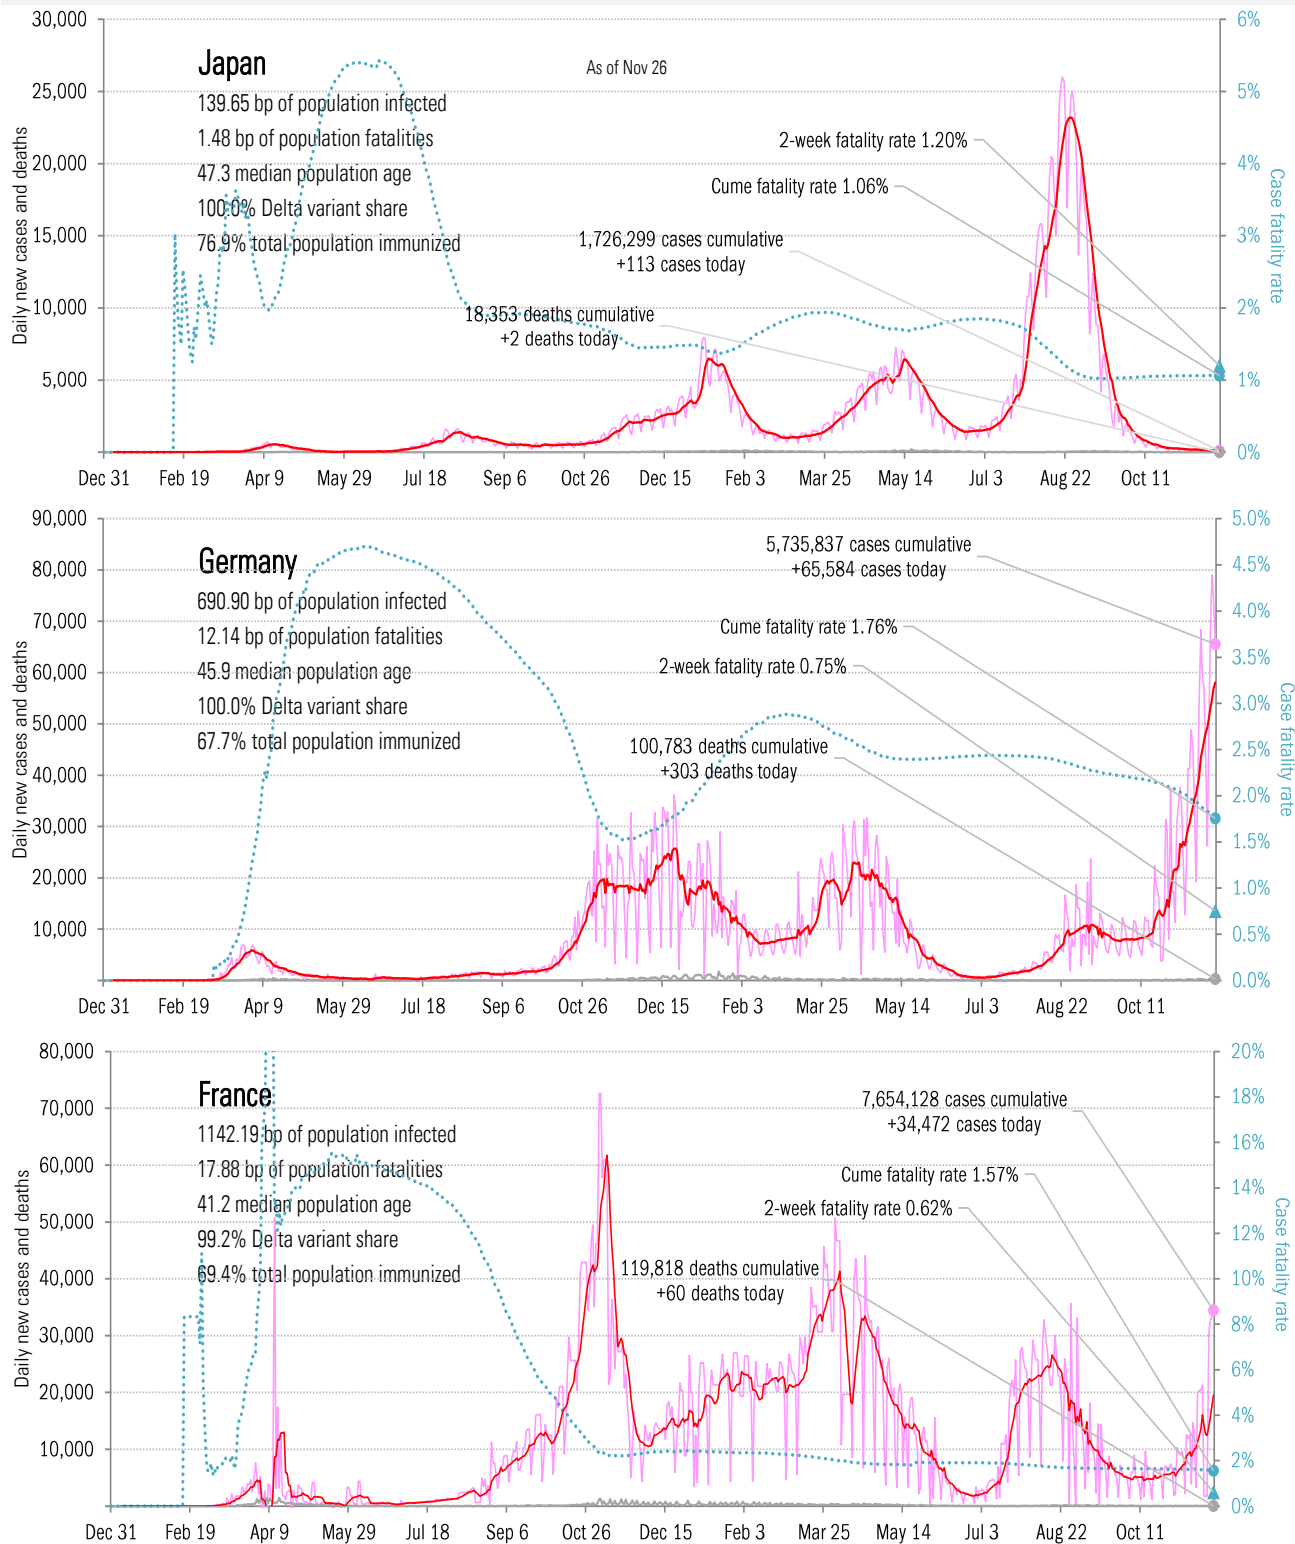 30,000
6%
Japan
As of Nov 26
25,000
5%
139.65 bp of population infected
1.48 bp of population fatalities
2-week fatality rate 1.20%
20,000
4%
47.3 median population age
Cume fatality rate 1.06%
100.0% Delta variant share
15,000
3%
76.9% total population immunized
1,726,299 cases cumulative
+113 cases today
10,000
2%
18,353 deaths cumulative
+2 deaths today
5,000
1%
0%
Daily new cases and deaths
Case fatality rate
Dec 31 Feb 19 Apr 9 May 29 Jul 18 Sep 6 Oct 26 Dec 15 Feb 3 Mar 25 May 14 Jul 3 Aug 22 Oct 11
90,000
5.0%
Germany
5,735,837 cases cumulative
+65,584 cases today
80,000
4.5%
690.90 bp of population infected
70,000
4.0%
Cume fatality rate 1.76%
12.14 bp of population fatalities
2-week fatality rate 0.75%
60,000
3.5%
45.9 median population age
100.0% Delta variant share
50,000
3.0%
67.7% total population immunized
100,783 deaths cumulative
+303 deaths today
40,000
2.5%
2.0%
30,000
1.5%
20,000
1.0%
10,000
0.5%
0.0%
Daily new cases and deaths
Case fatality rate
Dec 31 Feb 19 Apr 9 May 29 Jul 18 Sep 6 Oct 26 Dec 15 Feb 3 Mar 25 May 14 Jul 3 Aug 22 Oct 11
80,000
20%
France
7,654,128 cases cumulative
+34,472 cases today
70,000
18%
1142.19 bp of population infected
16%
60,000
17.88 bp of population fatalities
Cume fatality rate 1.57%
14%
41.2 median population age
2-week fatality rate 0.62%
50,000
12%
99.2% Delta variant share
69.4% total population immunized
119,818 deaths cumulative
+60 deaths today
40,000
10%
8%
30,000
6%
20,000
4%
10,000
2%
0%
Daily new cases and deaths
Case fatality rate
Dec 31 Feb 19 Apr 9 May 29 Jul 18 Sep 6 Oct 26 Dec 15 Feb 3 Mar 25 May 14 Jul 3 Aug 22 Oct 11